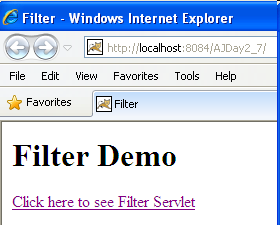 Filter - Windows Internet Explorer
http://localhost:8084/AJDay2_7/
File Edit View Favorites Tools Help
Favorites Filter
Filter Demo
Click here to see Filter Servlet